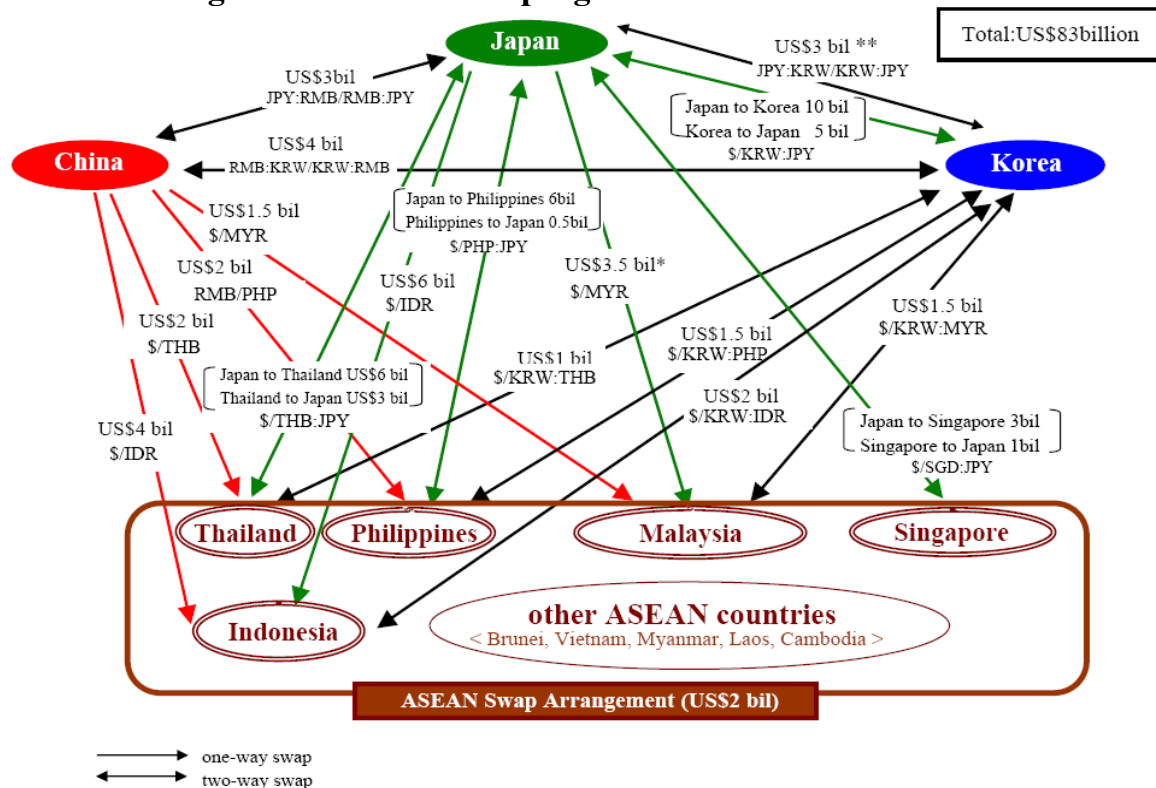 Japan
Total:US$83billion
US$3 bil **
JPY:KRW/KRW:JPY
US$3bil
JPY:RMB/RMB:JPY
Japan to Korea 10 bil
Korea to Japan 5 bil
$/KRW:JPY
US$4 bil
RMB:KRW/KRW:RMB
China
Korea
US$1.5 bil
$/MYR
Japan to Philippines 6bil
Philippines to Japan 0.5bil
$/PHP:JPY
US$2 bil
RMB/PHP
US$6 bil
$/IDR
US$3.5 bil*
$/MYR
US$1.5 bil
$/KRW:MYR
US$2 bil
$/THB
US$1.5 bil
$/KRW:PHP
US$1 bil
$/KRW:THB
Japan to Thailand US$6 bil
Thailand to Japan US$3 bil
$/THB:JPY
US$2 bil
$/KRW:IDR
US$4 bil
$/IDR
Japan to Singapore 3bil
Singapore to Japan 1bil
$/SGD:JPY
Thailand
Philippines
Malaysia
Singapore
Indonesia
other ASEAN countries
< Brunei, Vietnam, Myanmar, Laos, Cambodia >
ASEAN Swap Arrangement (US$2 bil)
one-way swap
two-way swap